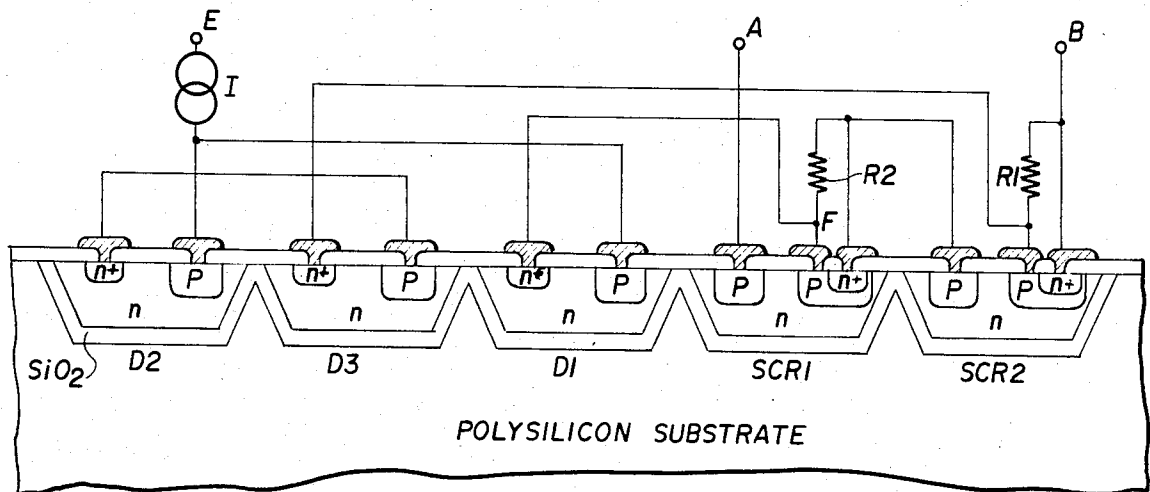 E
I
A
B
R2
R1
F
n+
P
n+
P
n+
P
P
P
n+
P
P
n+
n
n
n
n
n
SiO2
D2
D3
D1
SCR1
SCR2
POLYSILICON SUBSTRATE